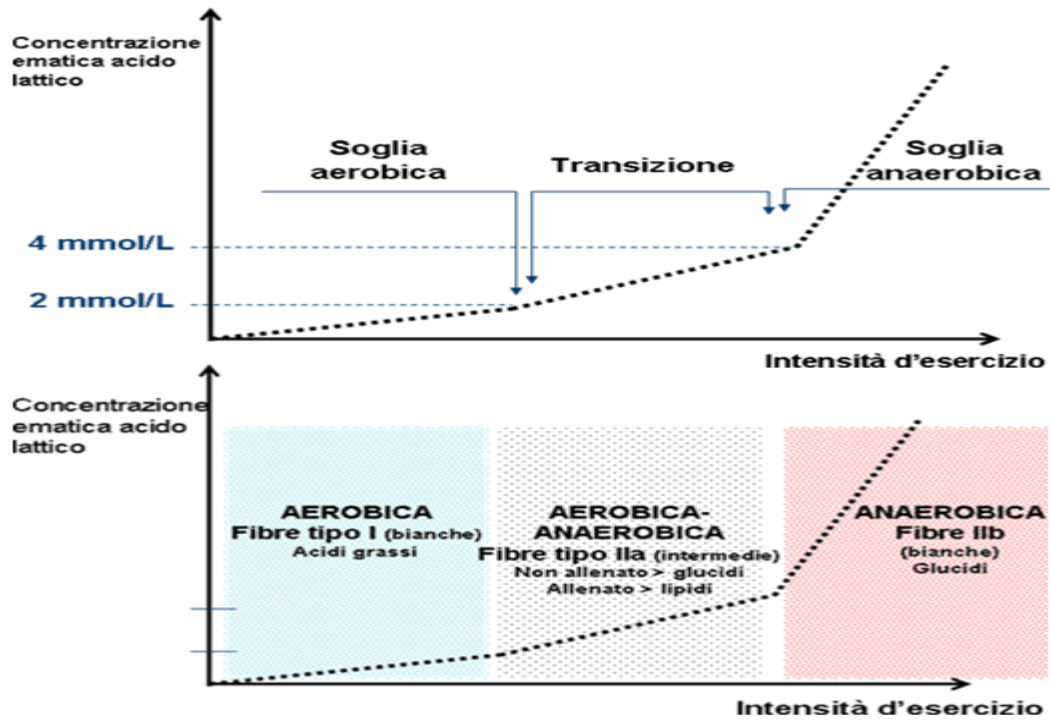 Concentrazione
ematica acido
lattico
Soglia
aerobica
Transizione
Soglia
anaerobica
4 mmol/L
2 mmol/L
Intensità d'esercizio
Concentrazione
ematica acido
lattico
AEROBICA
Fibre tipo I (bianche)
Acidi grassi
AEROBICA-
ANAEROBICA
Fibre tipo IIa (intermedie)
Non allenato > glucidi
Allenato > lipidi
ANAEROBICA
Fibre IIb
(bianche)
Glucidi
Intensità d'esercizio